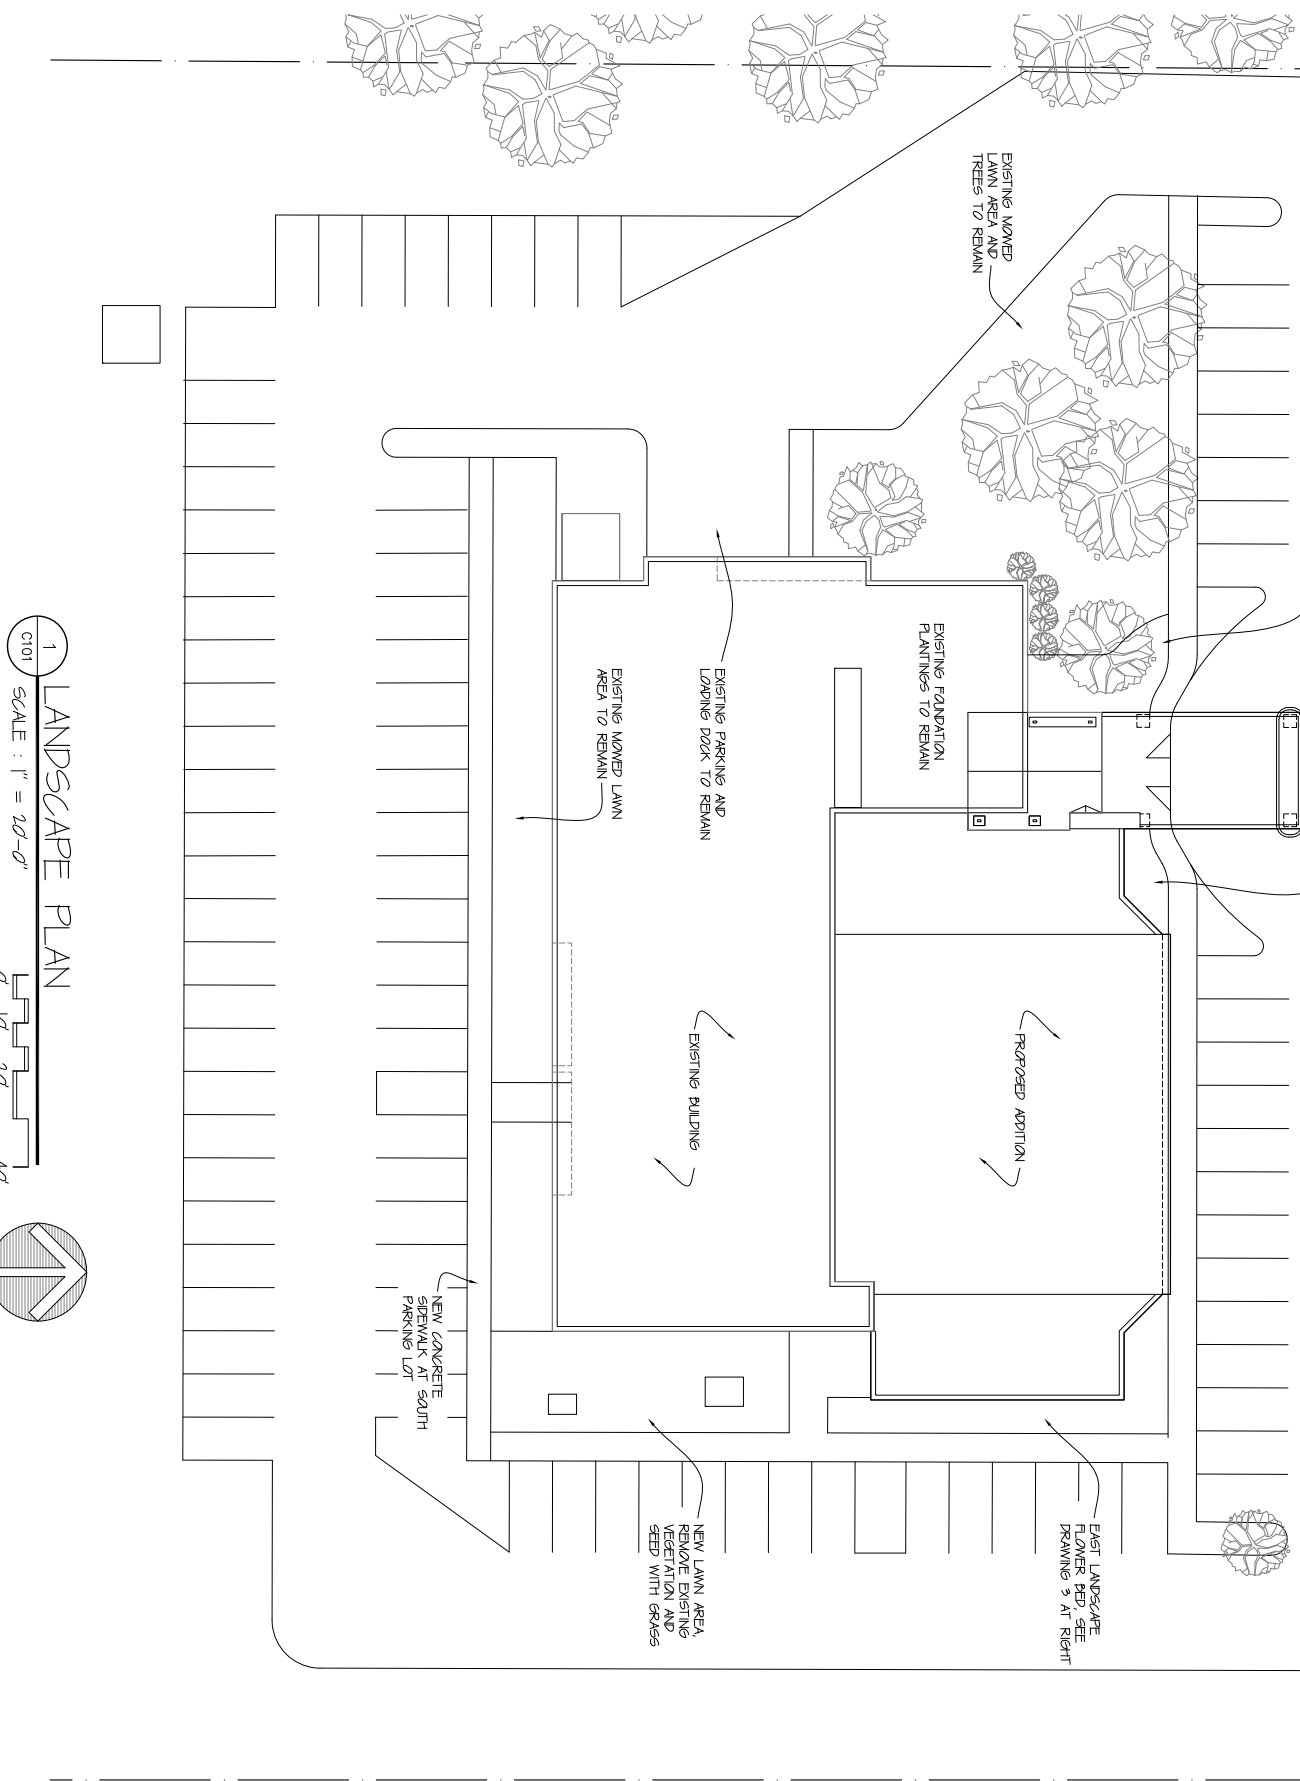 EXISTING MOWED
LAWN AREA AND
TREES TO REMAIN
EXISTING FOUNDATION
PLANTINGS TO REMAIN
EXISTING PARKING AND
LOADING DOCK TO REMAIN
EXISTING MOWED LAWN
AREA TO REMAIN
PROPOSED ADDITION
EXISTING BUILDING
NEW CONCRETE
SIDEWALK AT SOUTH
PARKING LOT
EAST LANDSCAPE
FLOWER BED, SEE
DRAWING 3 AT RIGHT
NEW LAWN AREA,
REMOVE EXISTING
VEGETATION AND
SEED WITH GRASS
1
C101
LANDSCAPE PLAN
SCALE : 1" = 20'-0"